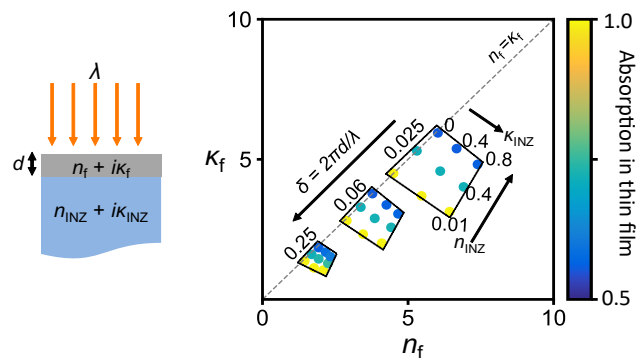 λ
d
n_f + iκ_f
n_INZ + iκ_INZ
10
n_f=κ_f
κ_f
5
0
0
5
10
n_f
δ = 2πd/λ
0.025
0.06
0.25
0
0.4
0.8
κ_INZ
0.4
0.01
n_INZ
1.0
0.5
Absorption in thin film